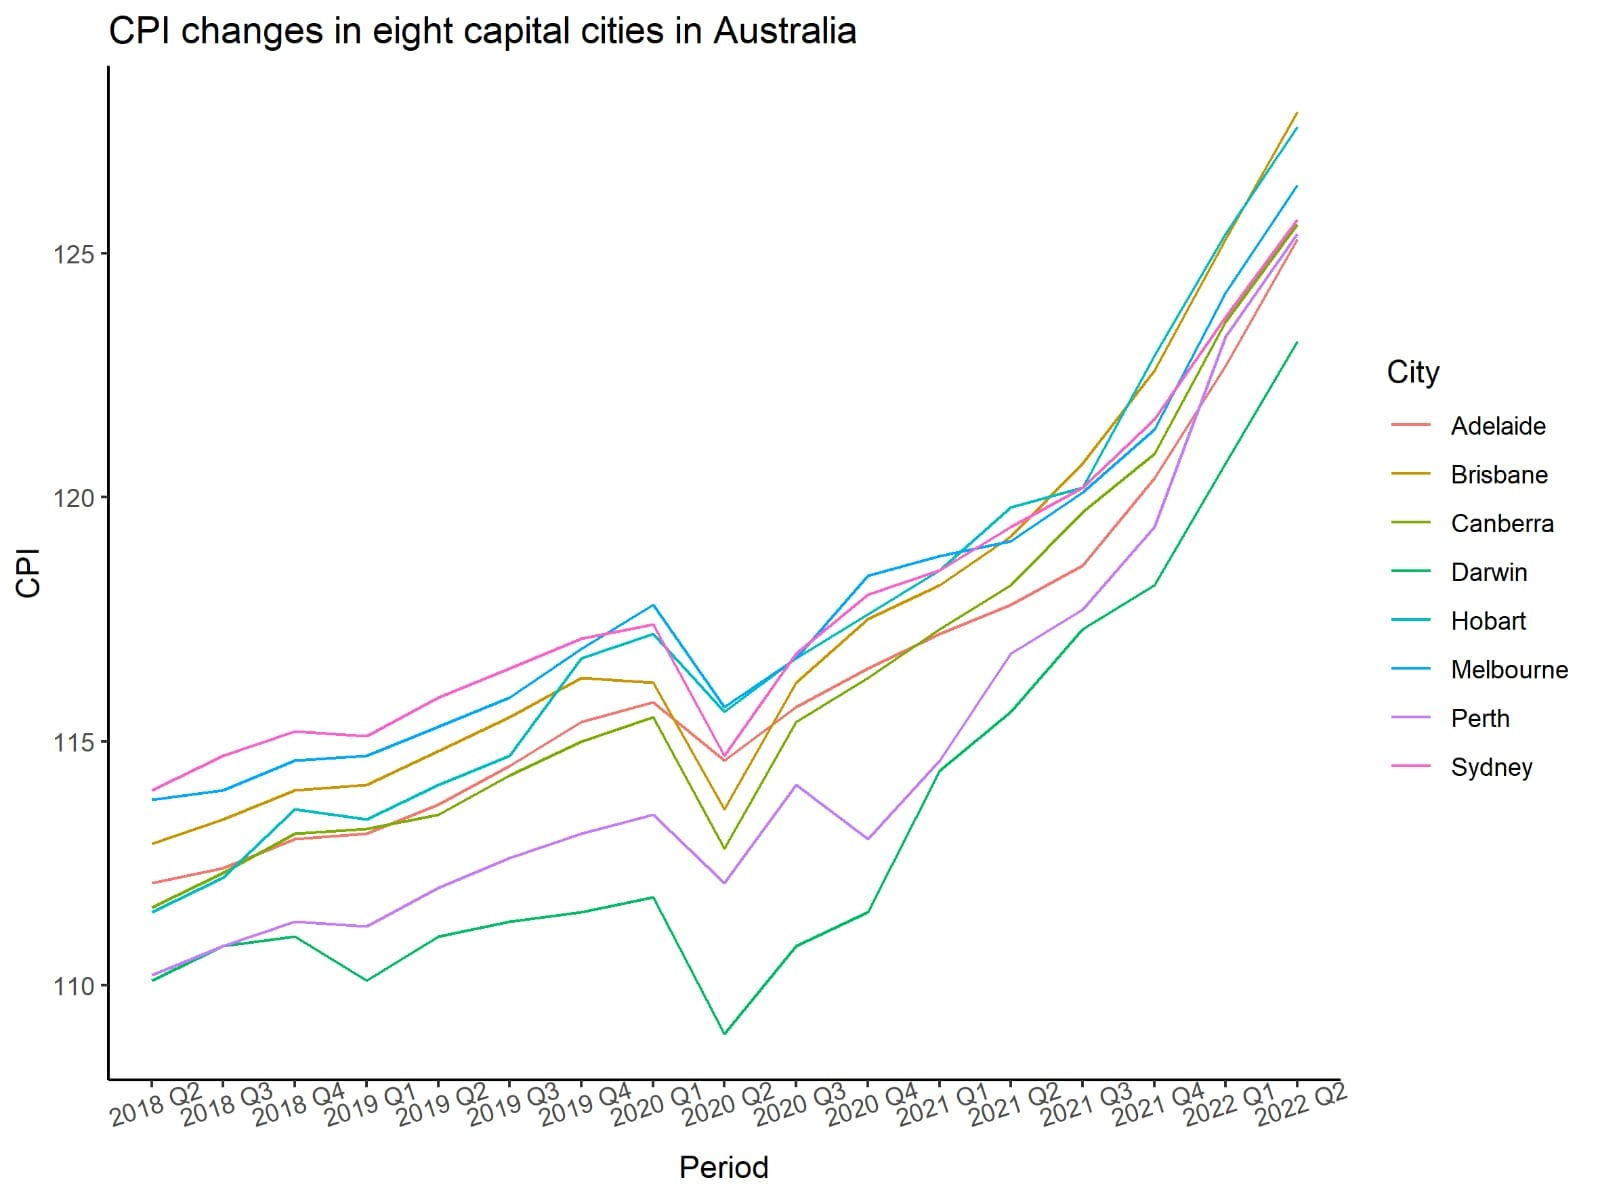 CPI changes in eight capital cities in Australia
125
120
115
110
CPI
2018 Q2
2018 Q3
2018 Q4
2019 Q1
2019 Q2
2019 Q3
2019 Q4
2020 Q1
2020 Q2
2020 Q3
2020 Q4
2021 Q1
2021 Q2
2021 Q3
2021 Q4
2022 Q1
2022 Q2
Period
City
Adelaide
Brisbane
Canberra
Darwin
Hobart
Melbourne
Perth
Sydney